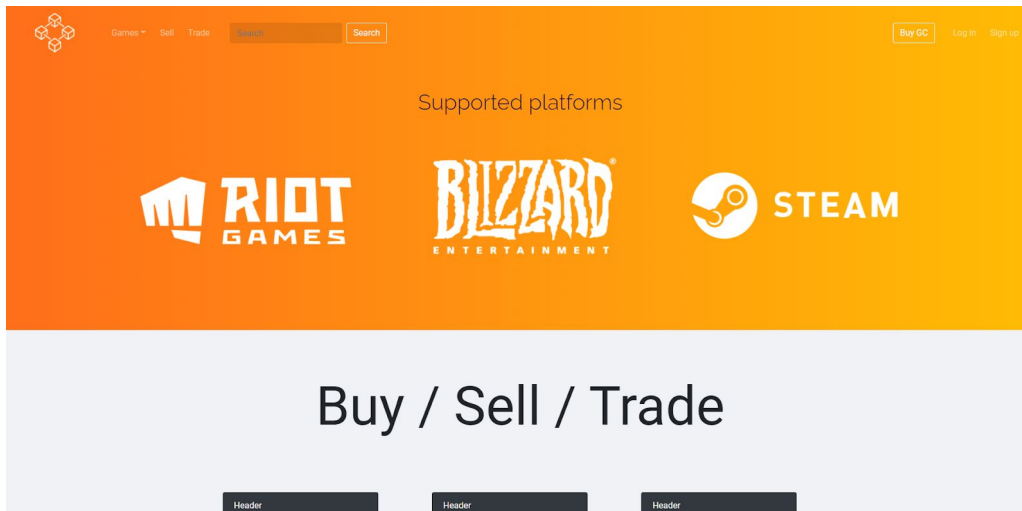 Games Sell Trade Search Search Buy GC Log in Sign up
Supported platforms
RIOT GAMES
BLIZZARD®
ENTERTAINMENT
STEAM
Buy / Sell / Trade
Header Header Header